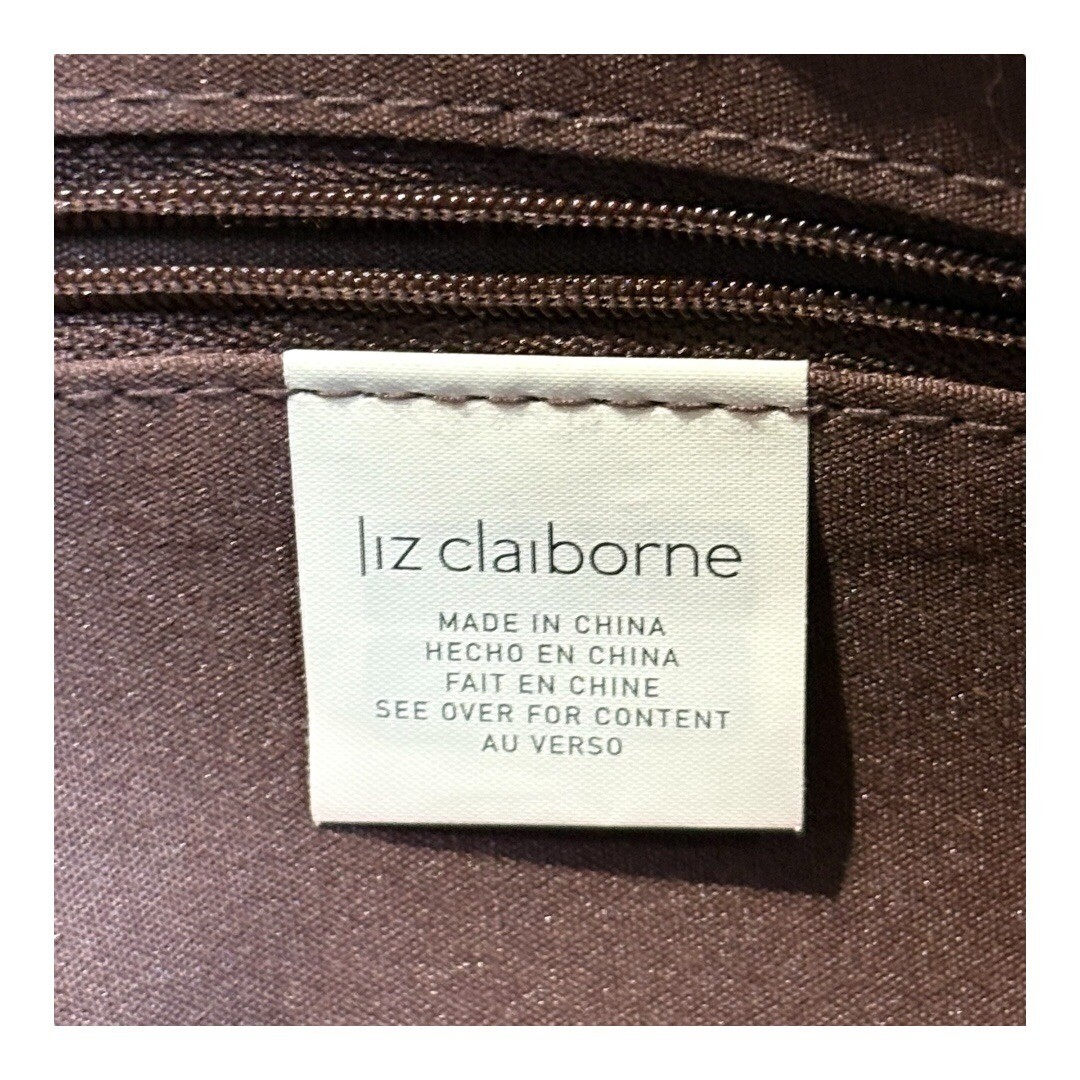 liz claiborne
MADE IN CHINA
HECHO EN CHINA
FAIT EN CHINE
SEE OVER FOR CONTENT
AU VERSO